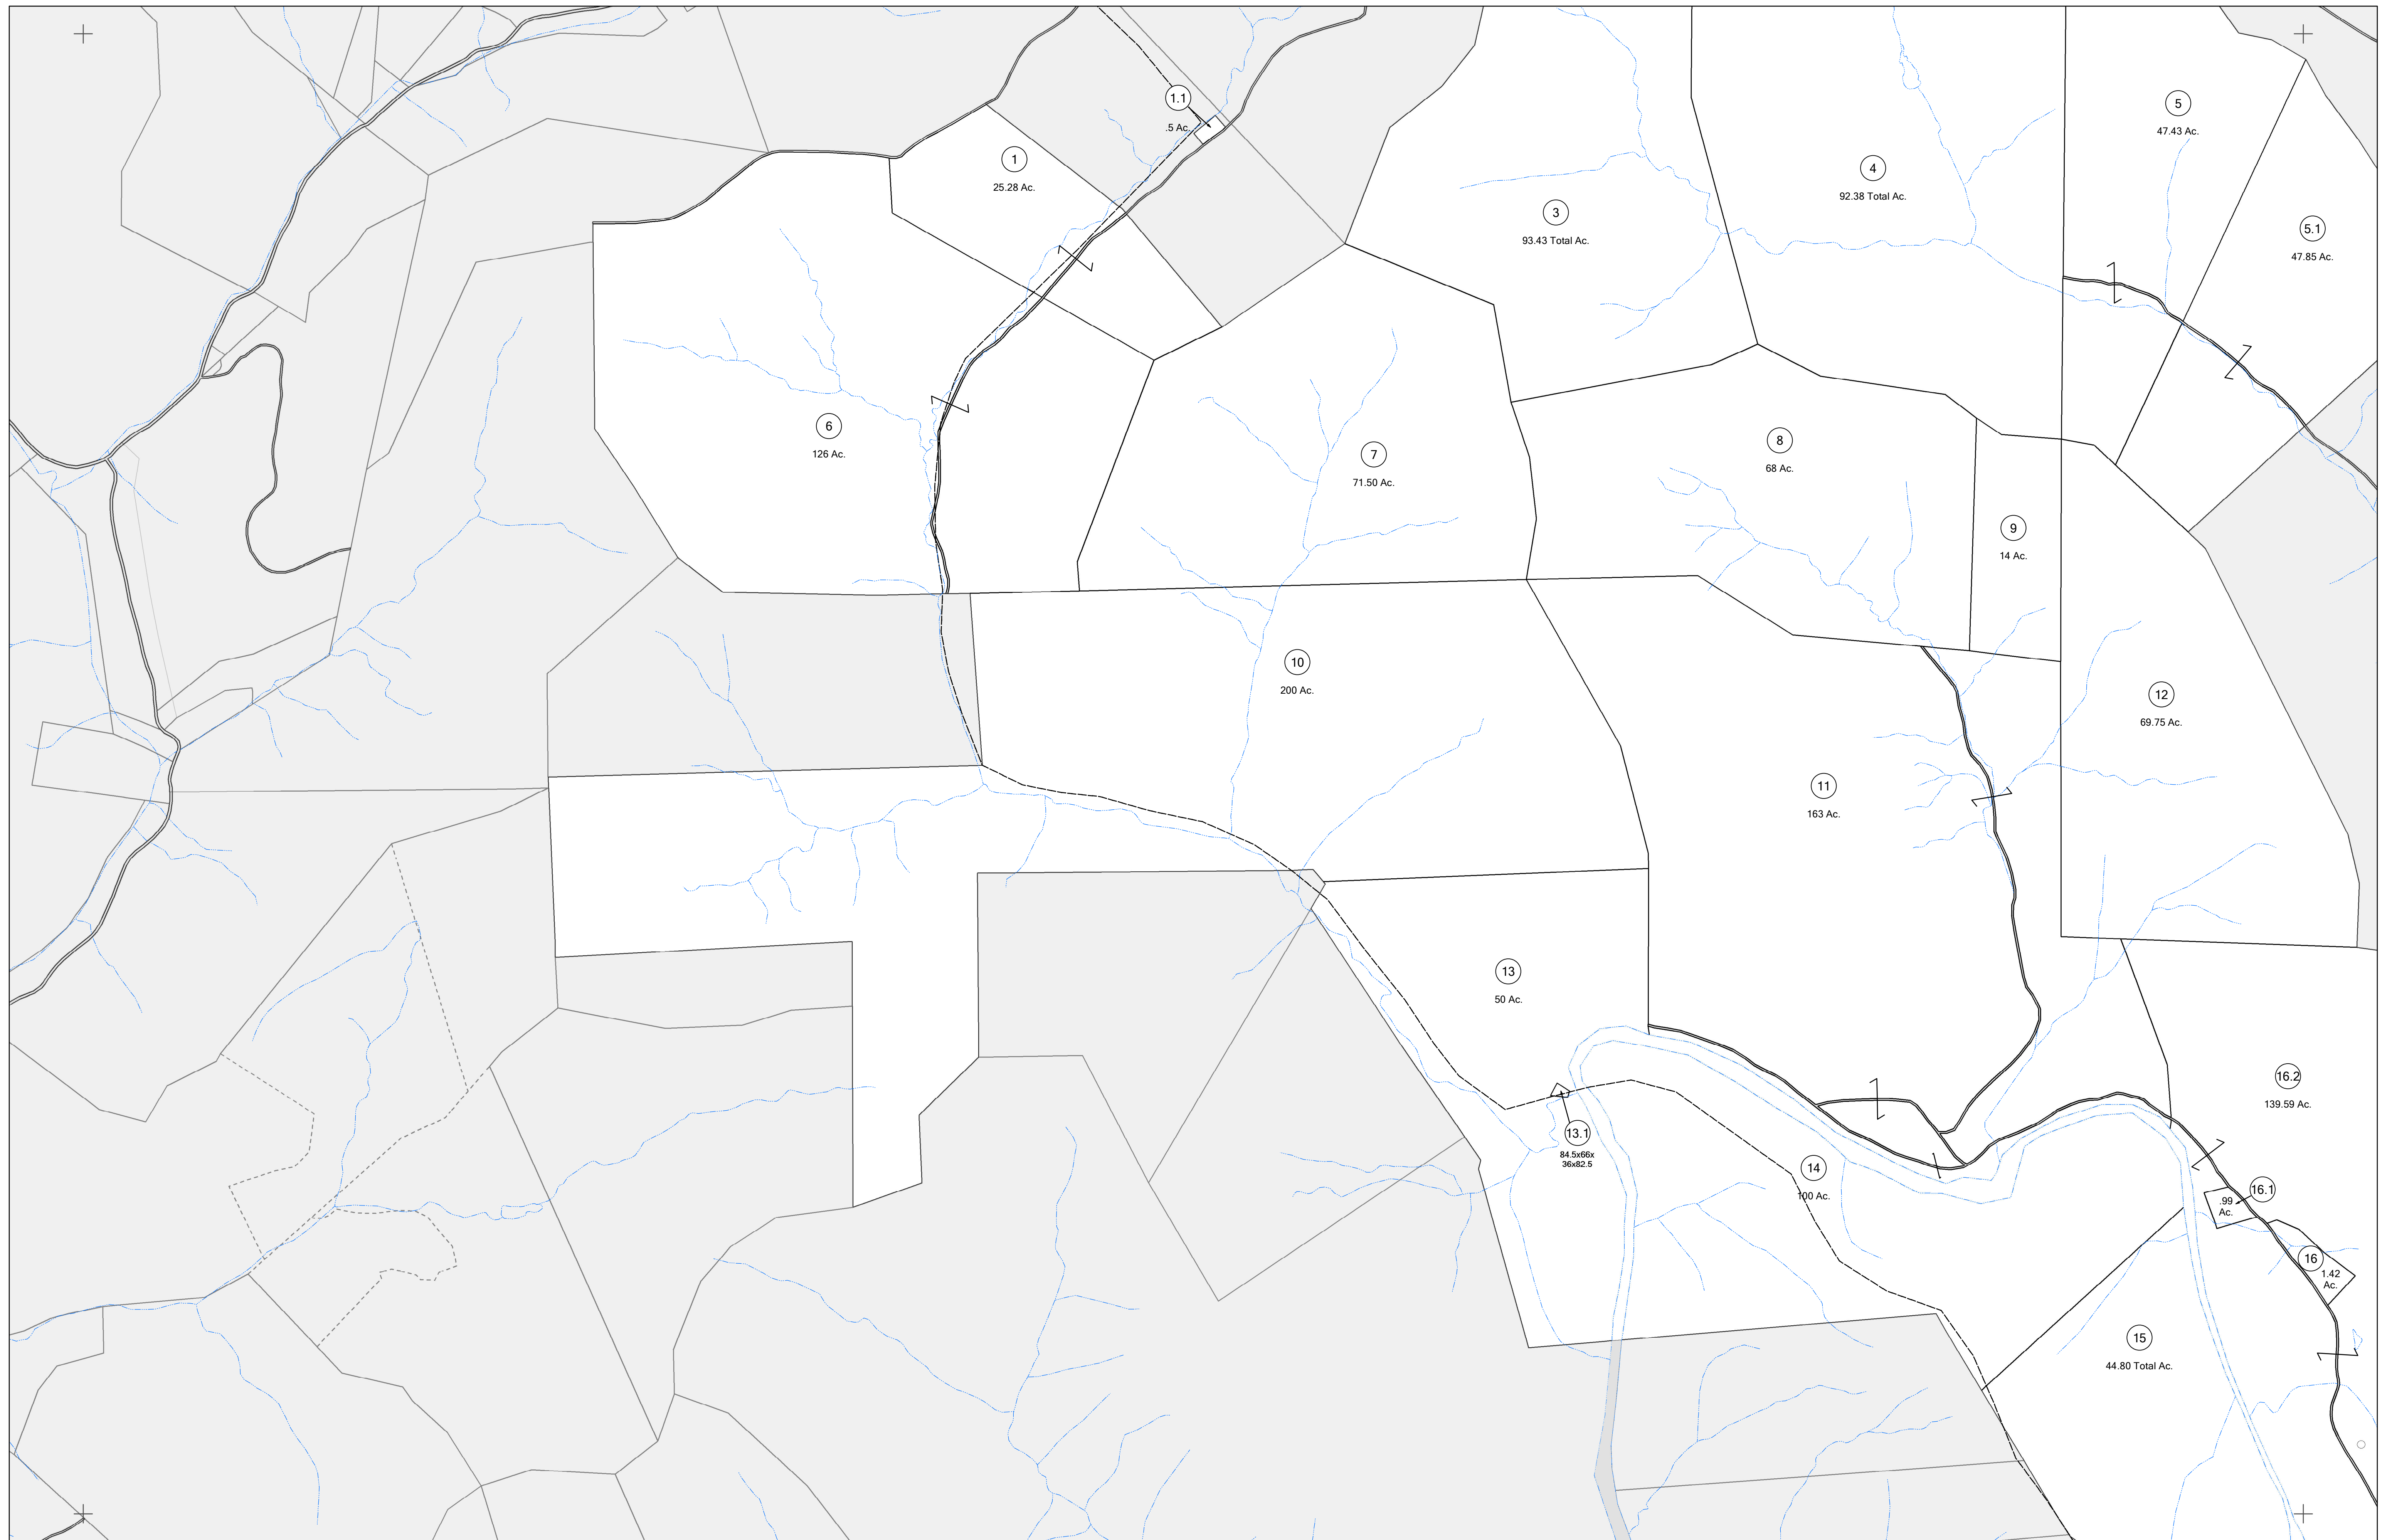 1.1
.5 Ac.
1
25.28 Ac.
3
93.43 Total Ac.
4
92.38 Total Ac.
5
47.43 Ac.
5.1
47.85 Ac.
6
126 Ac.
7
71.50 Ac.
8
68 Ac.
9
14 Ac.
10
200 Ac.
11
163 Ac.
12
69.75 Ac.
13
50 Ac.
13.1
84.5x66x
36x82.5
14
100 Ac.
16.2
139.59 Ac.
16.1
.99
Ac.
16
1.42
Ac.
15
44.80 Total Ac.